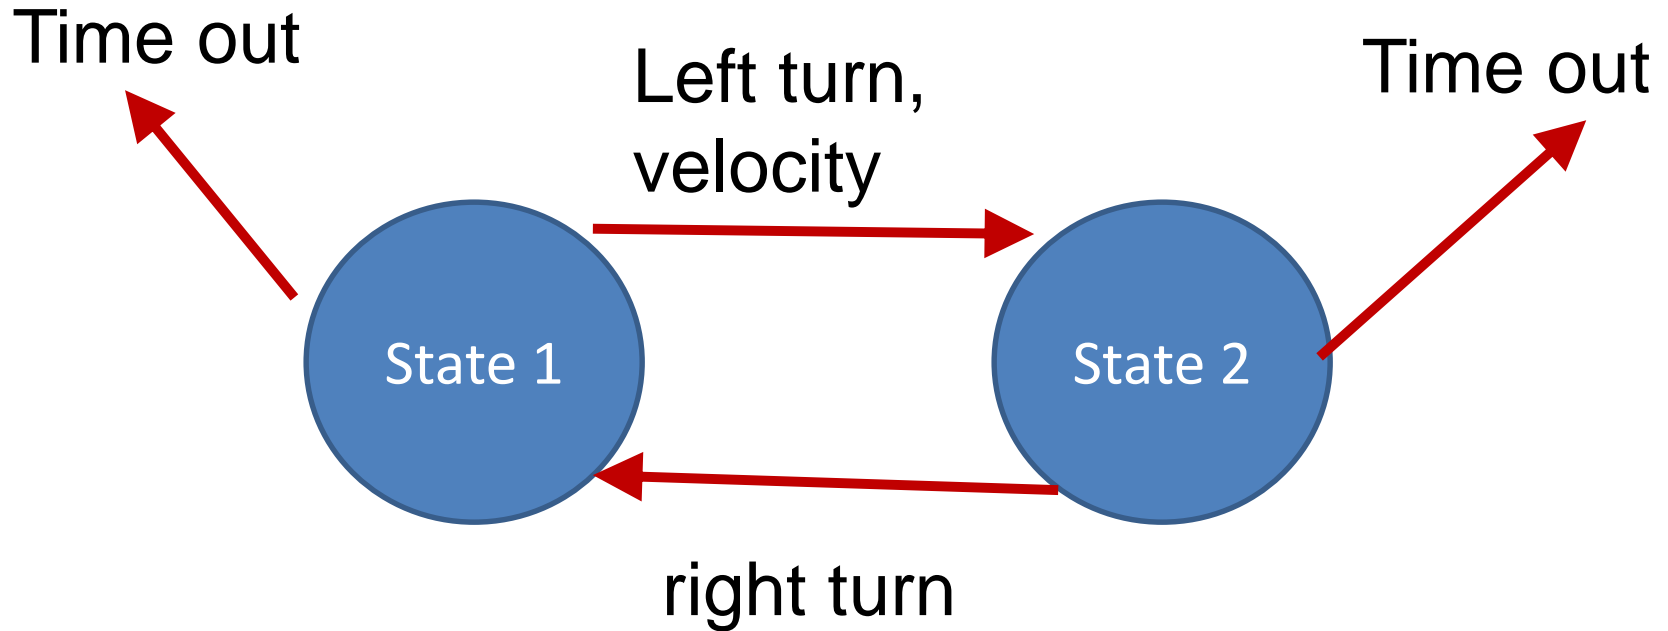 Time out
Left turn,
velocity
Time out
State 1
State 2
right turn